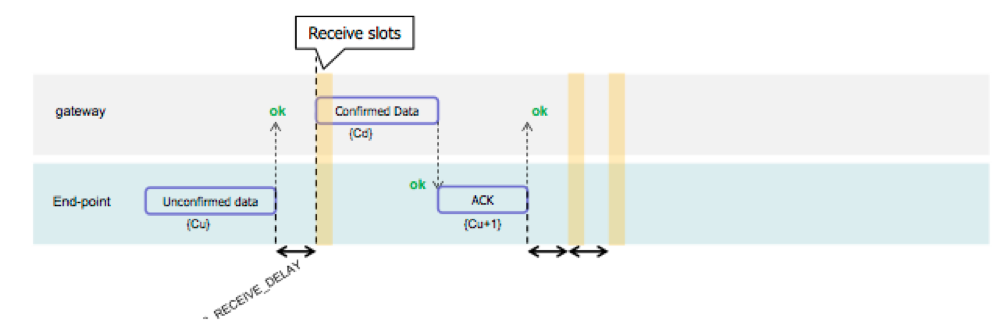 Receive slots
gateway
ok
Confirmed Data
ok
{Cd}
ok
End-point
Unconfirmed data
ACK
{Cu}
{Cu+1}
RECEIVE_DELAY